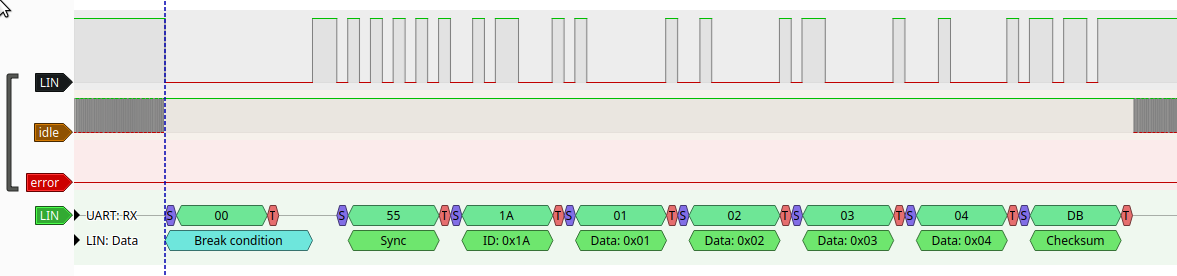 LIN
idle
error
LIN UART: RX S 00 T S 55 T S 1A T S 01 T S 02 T S 03 T S 04 T S DB T
LIN: Data Break condition Sync ID: 0x1A Data: 0x01 Data: 0x02 Data: 0x03 Data: 0x04 Checksum